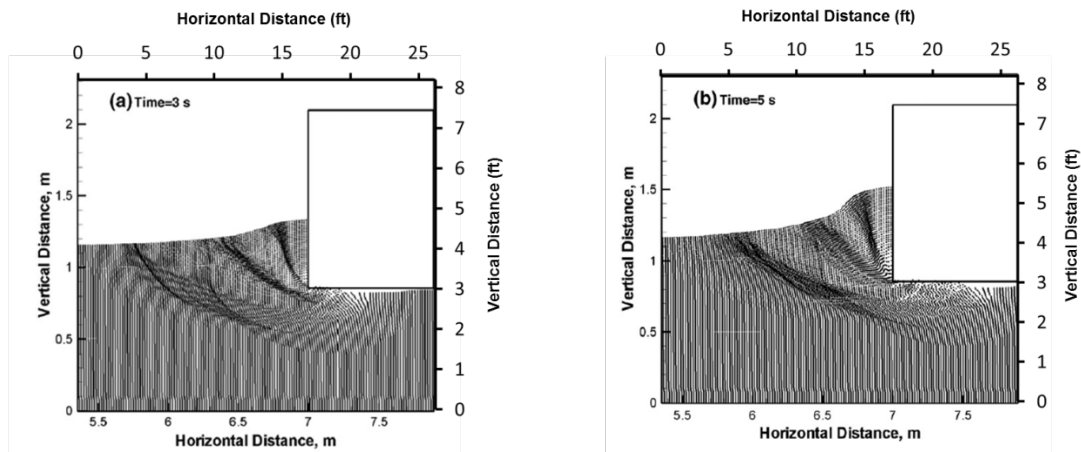 Horizontal Distance (ft)
0 5 10 15 20 25
(a) Time=3 s
Vertical Distance, m
2
1.5
1
0.5
0
8
7
6
5
4
3
2
1
0
Vertical Distance (ft)
5.5 6 6.5 7 7.5
Horizontal Distance, m
Horizontal Distance (ft)
0 5 10 15 20 25
(b) Time=5 s
Vertical Distance, m
2
1.5
1
0.5
0
8
7
6
5
4
3
2
1
0
Vertical Distance (ft)
5.5 6 6.5 7 7.5
Horizontal Distance, m